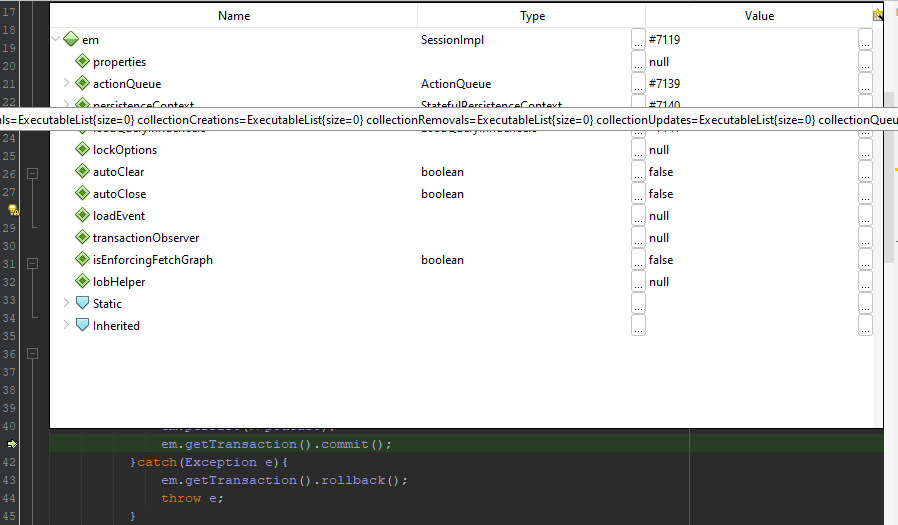 17
Name Type Value
18
19
em SessionImpl ... #7119 ...
20
properties ... null ...
21
actionQueue ActionQueue ... #7139 ...
22
persistenceContext StatefulPersistenceContext ... #7140 ...
ls=ExecutableList{size=0} collectionCreations=ExecutableList{size=0} collectionRemovals=ExecutableList{size=0} collectionUpdates=ExecutableList{size=0} collectionQueu
24
25
lockOptions ... null ...
26
autoClear boolean ... false ...
27
autoClose boolean ... false ...
loadEvent ... null ...
29
transactionObserver ... null ...
30
31
isEnforcingFetchGraph boolean ... false ...
32
lobHelper ... null ...
33
Static ... ...
34
Inherited ... ...
35
36
37
38
39
40
em.getTransaction().commit();
42 }catch(Exception e){
43 em.getTransaction().rollback();
44 throw e;
45 }